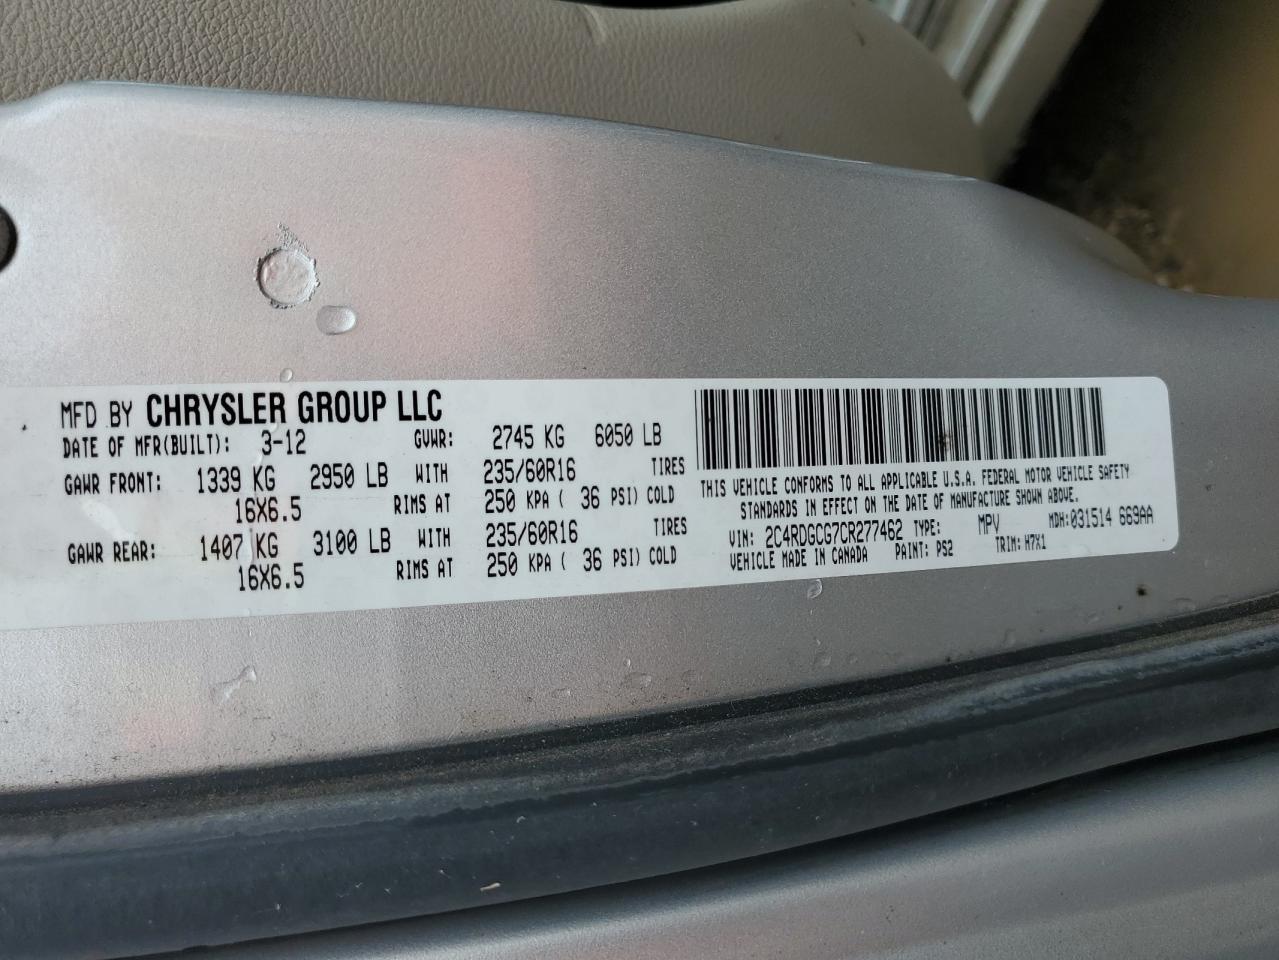 MFD BY CHRYSLER GROUP LLC
DATE OF MFR(BUILT): 3-12 GVWR: 2745 KG 6050 LB
GAWR FRONT: 1339 KG 2950 LB WITH 235/60R16 TIRES
16X6.5 RIMS AT 250 KPA ( 36 PSI) COLD
GAWR REAR: 1407 KG 3100 LB WITH 235/60R16 TIRES
16X6.5 RIMS AT 250 KPA ( 36 PSI) COLD
THIS VEHICLE CONFORMS TO ALL APPLICABLE U.S.A. FEDERAL MOTOR VEHICLE SAFETY
STANDARDS IN EFFECT ON THE DATE OF MANUFACTURE SHOWN ABOVE.
VIN: 2C4RDGCG7CR277462 TYPE: MPV MDH:031514 669AA
VEHICLE MADE IN CANADA PAINT: PS2 TRIM: H7X1